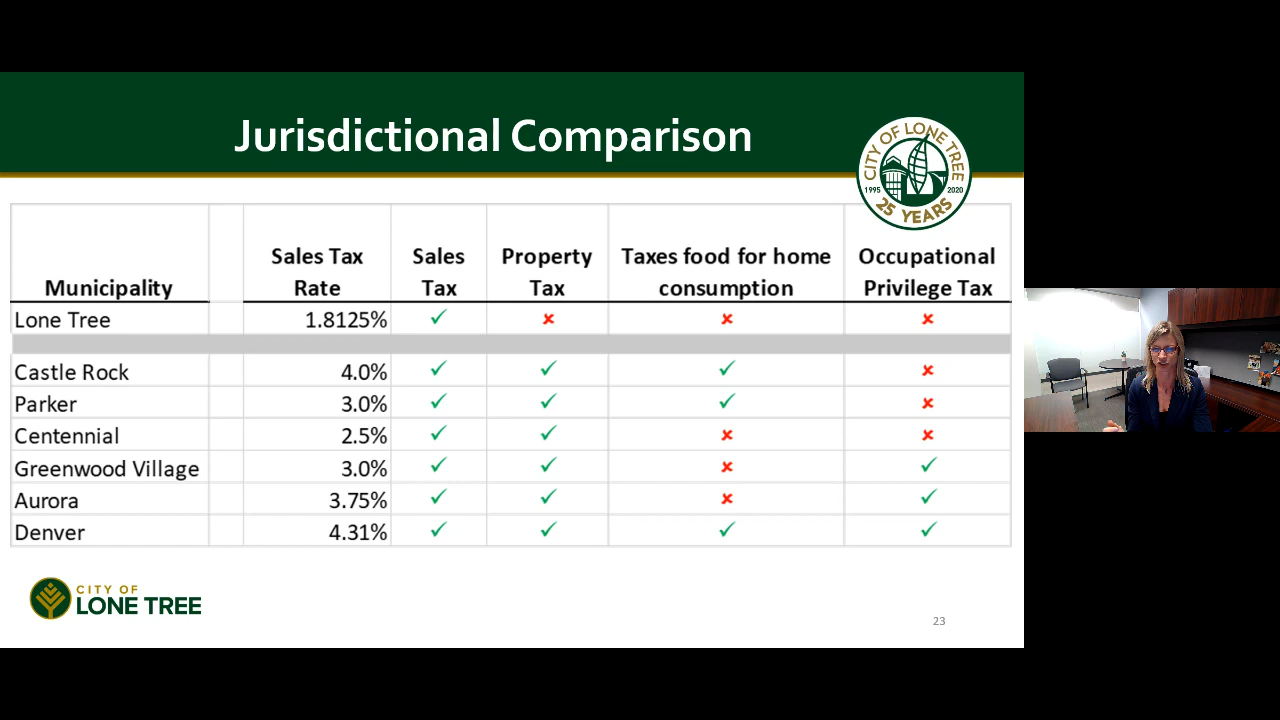 Jurisdictional Comparison
CITY OF LONE TREE
1995 2020
25 YEARS
Municipality Sales Tax Rate Sales Tax Property Tax Taxes food for home consumption Occupational Privilege Tax
Lone Tree 1.8125% ✓ ✘ ✘ ✘
Castle Rock 4.0% ✓ ✓ ✓ ✘
Parker 3.0% ✓ ✓ ✓ ✘
Centennial 2.5% ✓ ✓ ✘ ✘
Greenwood Village 3.0% ✓ ✓ ✘ ✓
Aurora 3.75% ✓ ✓ ✘ ✓
Denver 4.31% ✓ ✓ ✓ ✓
CITY OF
LONE TREE
23